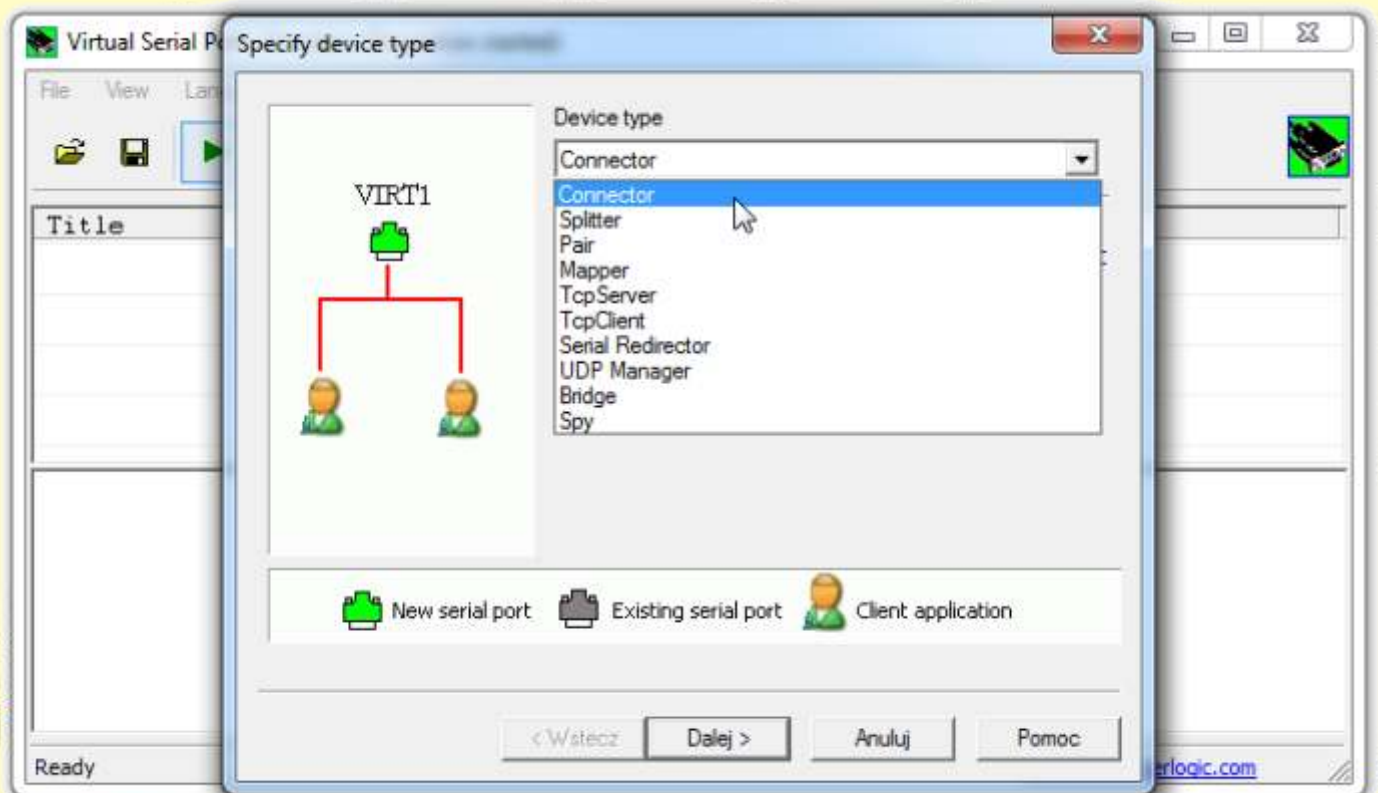 Virtual Serial
Specify device type
File View
Device type
Connector
VIRT1
Title
Connector
Splitter
Pair
Mapper
TcpServer
TcpClient
Serial Redirector
UDP Manager
Bridge
Spy
New serial port Existing serial port Client application
< Wstecz Dalej > Anuluj Pomoc
Ready
erlogic.com